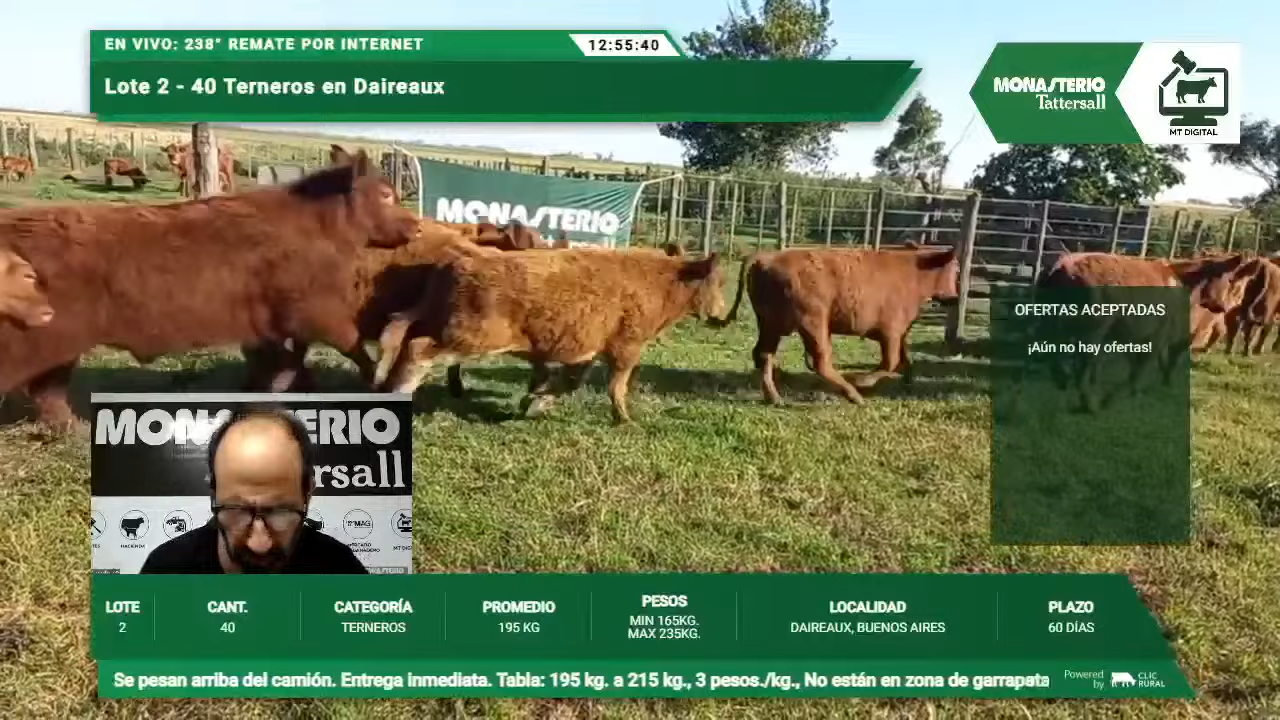 EN VIVO: 238° REMATE POR INTERNET
12:55:40
Lote 2 - 40 Terneros en Daireaux
MONASTERIO
Tattersall
MT DIGITAL
MONASTERIO
OFERTAS ACEPTADAS
¡Aún no hay ofertas!
MONASTERIO
rsall
HACIENDA
LOTE
2
CANT.
40
CATEGORÍA
TERNEROS
PROMEDIO
195 KG
PESOS
MIN 165KG.
MAX 235KG.
LOCALIDAD
DAIREAUX, BUENOS AIRES
PLAZO
60 DÍAS
Se pesan arriba del camión. Entrega Inmediata. Tabla: 195 kg. a 215 kg., 3 pesos./kg., No están en zona de garrapata
Powered
by
CLIC
RURAL